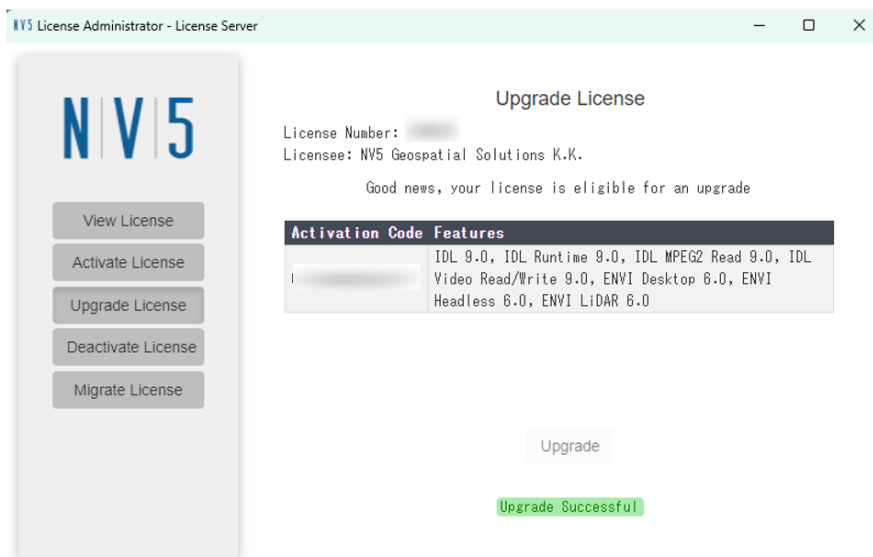 NV5 License Administrator - License Server
NV5
View License
Activate License
Upgrade License
Deactivate License
Migrate License
Upgrade License
License Number:
Licensee: NV5 Geospatial Solutions K.K.
Good news, your license is eligible for an upgrade
Activation Code Features
IDL 9.0, IDL Runtime 9.0, IDL MPEG2 Read 9.0, IDL
Video Read/Write 9.0, ENVI Desktop 6.0, ENVI
Headless 6.0, ENVI LiDAR 6.0
Upgrade
Upgrade Successful